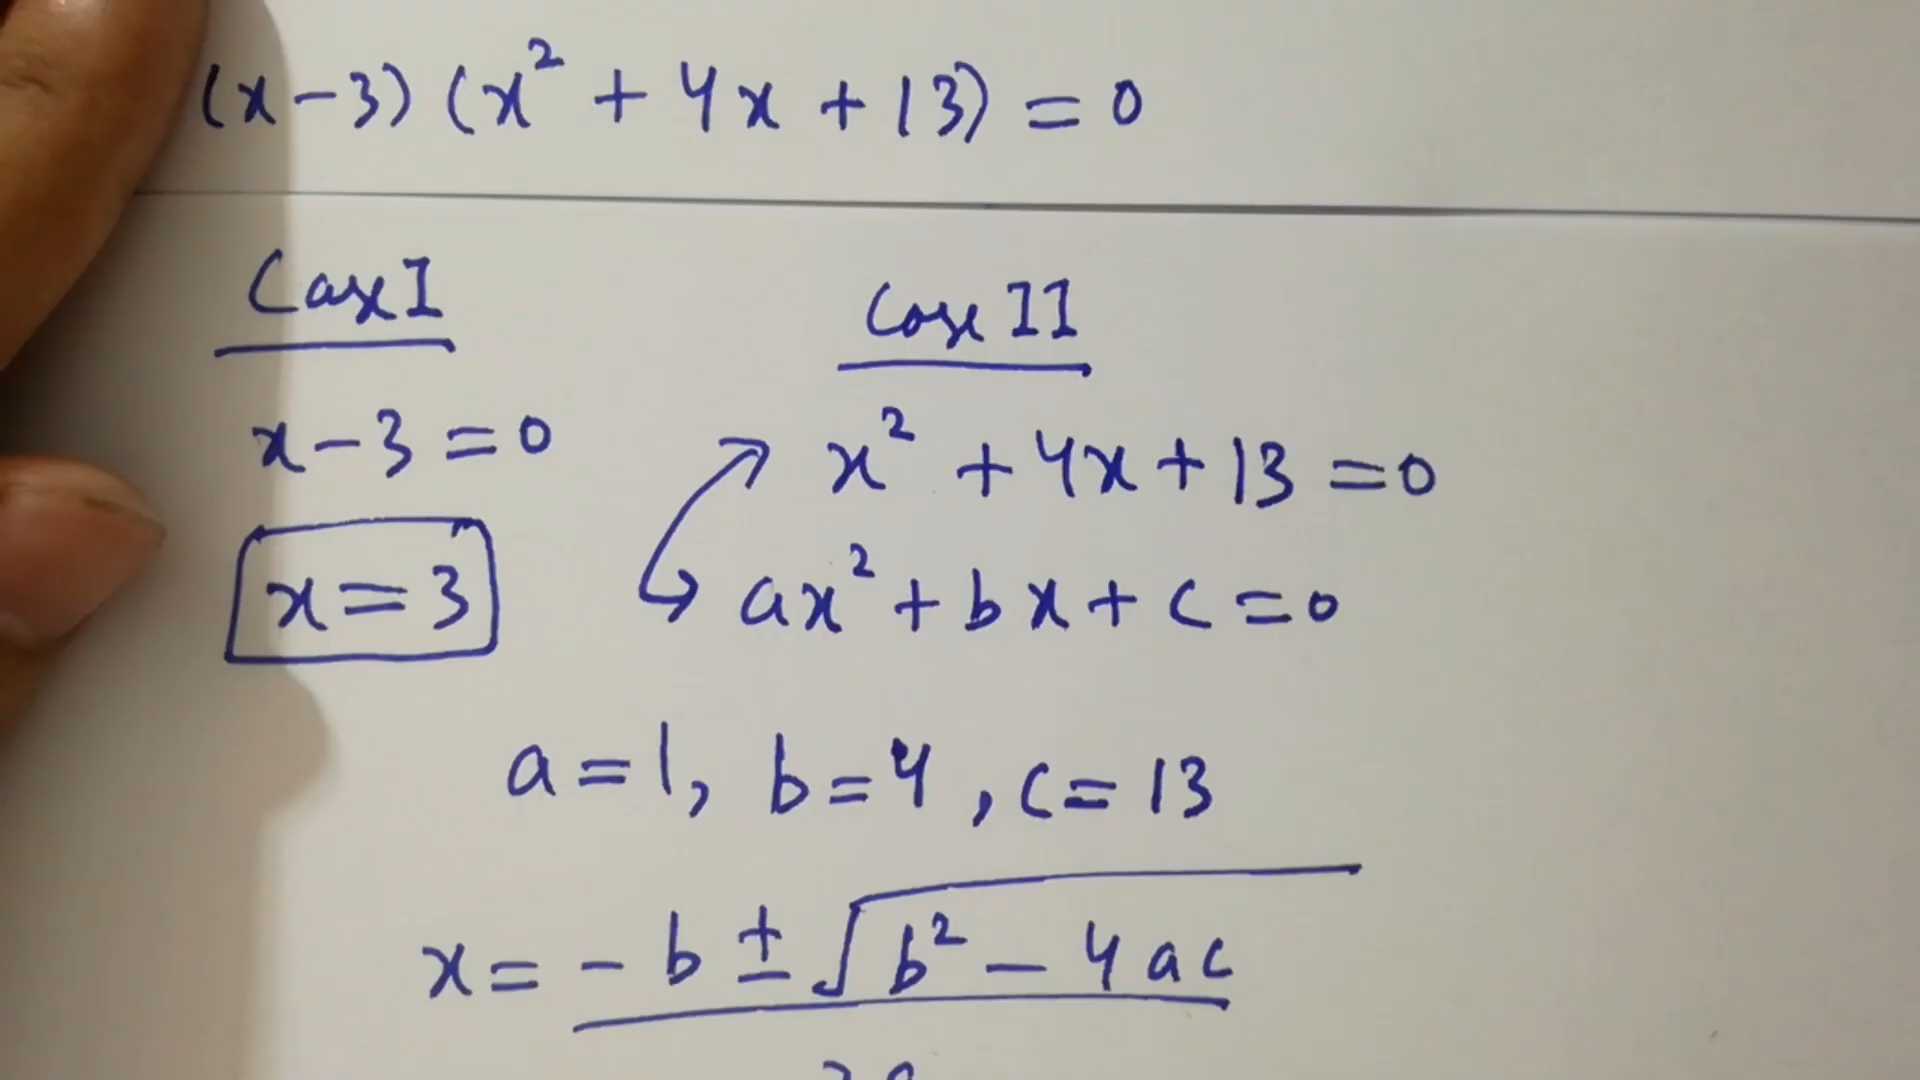 (x-3) (x² + 4x + 13) = 0
Case I
x-3=0
x=3
Case II
x² + 4x + 13 = 0
ax² + bx + c = 0
a=1, b=4, c=13
x = -b ± √b² - 4ac